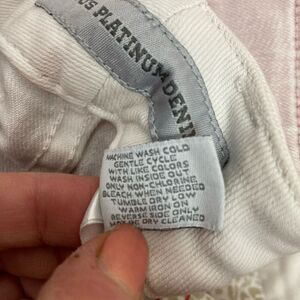 US PLATINUM DENI
MACHINE WASH COLD
GENTLE CYCLE
WITH LIKE COLORS
WASH INSIDE OUT
ONLY NON-CHLORINE
BLEACH WHEN NEEDED
TUMBLE DRY LOW
WARM IRON ON
REVERSE SIDE ONLY
MAY BE DRY CLEANED